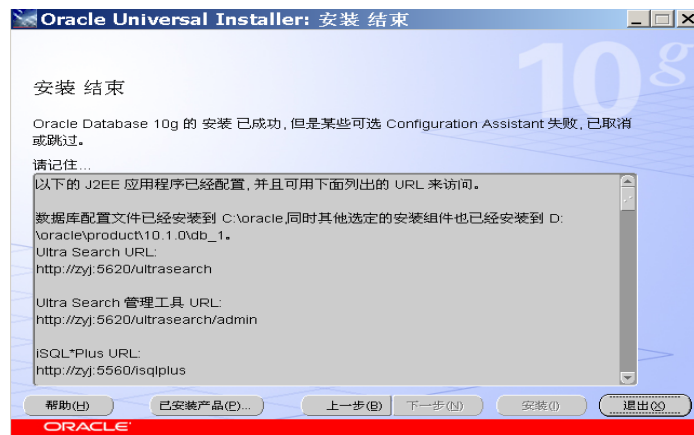 Oracle Universal Installer: 安装 结束
10g
安装 结束
Oracle Database 10g 的 安装 已成功, 但是某些可选 Configuration Assistant 失败, 已取消
或跳过。
请记住...
以下的 J2EE 应用程序已经配置, 并且可用下面列出的 URL 来访问。
数据库配置文件已经安装到 C:\oracle,同时其他选定的安装组件也已经安装到 D:
\oracle\product\10.1.0\db_1。
Ultra Search URL:
http://zyj:5620/ultrasearch
Ultra Search 管理工具 URL:
http://zyj:5620/ultrasearch/admin
iSQL*Plus URL:
http://zyj:5560/isqlplus
帮助(H) 已安装产品(P)... 上一步(B) 下一步(N) 安装(I) 退出(X)
ORACLE